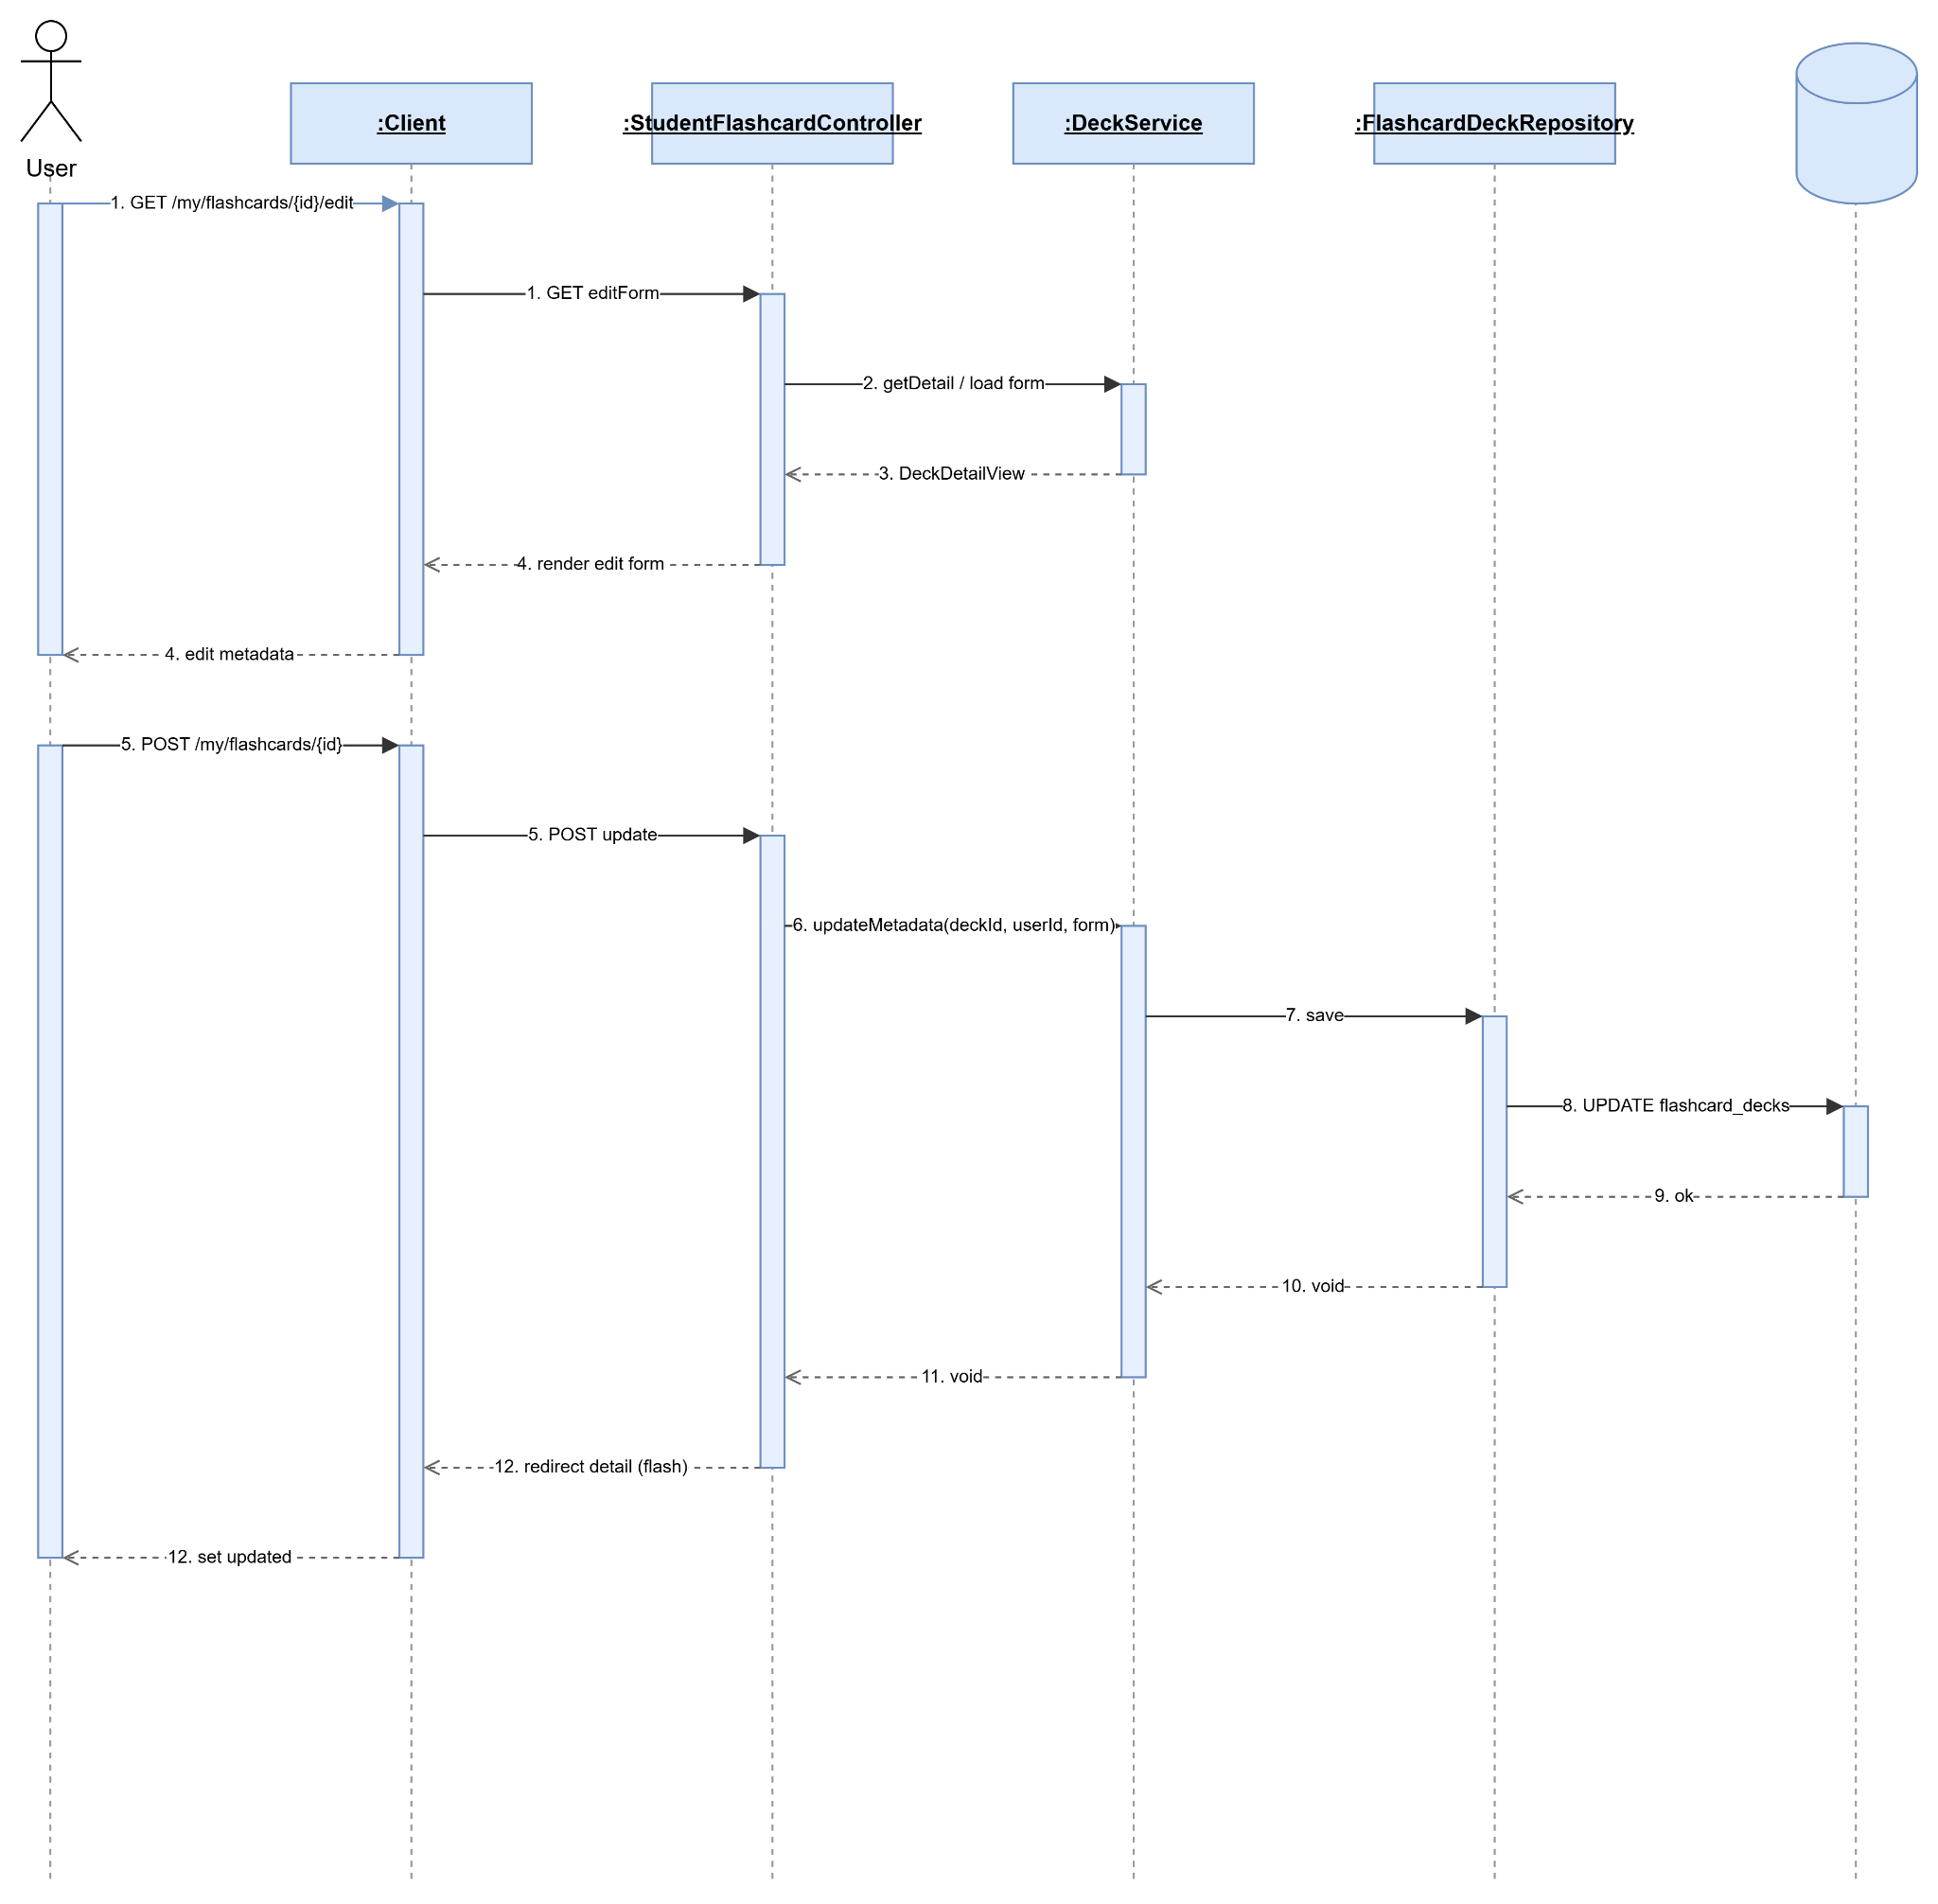 User
:Client
:StudentFlashcardController
:DeckService
:FlashcardDeckRepository
1. GET /my/flashcards/{id}/edit
1. GET editForm
2. getDetail / load form
3. DeckDetailView
4. render edit form
4. edit metadata
5. POST /my/flashcards/{id}
5. POST update
6. updateMetadata(deckId, userId, form)
7. save
8. UPDATE flashcard_decks
9. ok
10. void
11. void
12. redirect detail (flash)
12. set updated